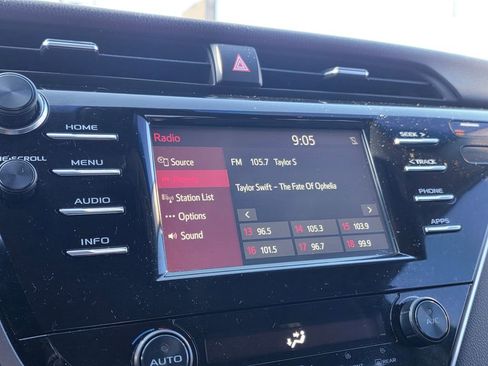 HOME
MENU
AUDIO
INFO
Radio
9:05
Source
Station List
Options
Sound
FM 105.7 Taylor S
Taylor Swift - The Fate Of Ophelia
< >
13 96.5 14 105.3 15 103.9
16 101.5 17 96.7 18 99.9
SEEK >
< TRACK
PHONE
APPS
AUTO
A/C
REAR